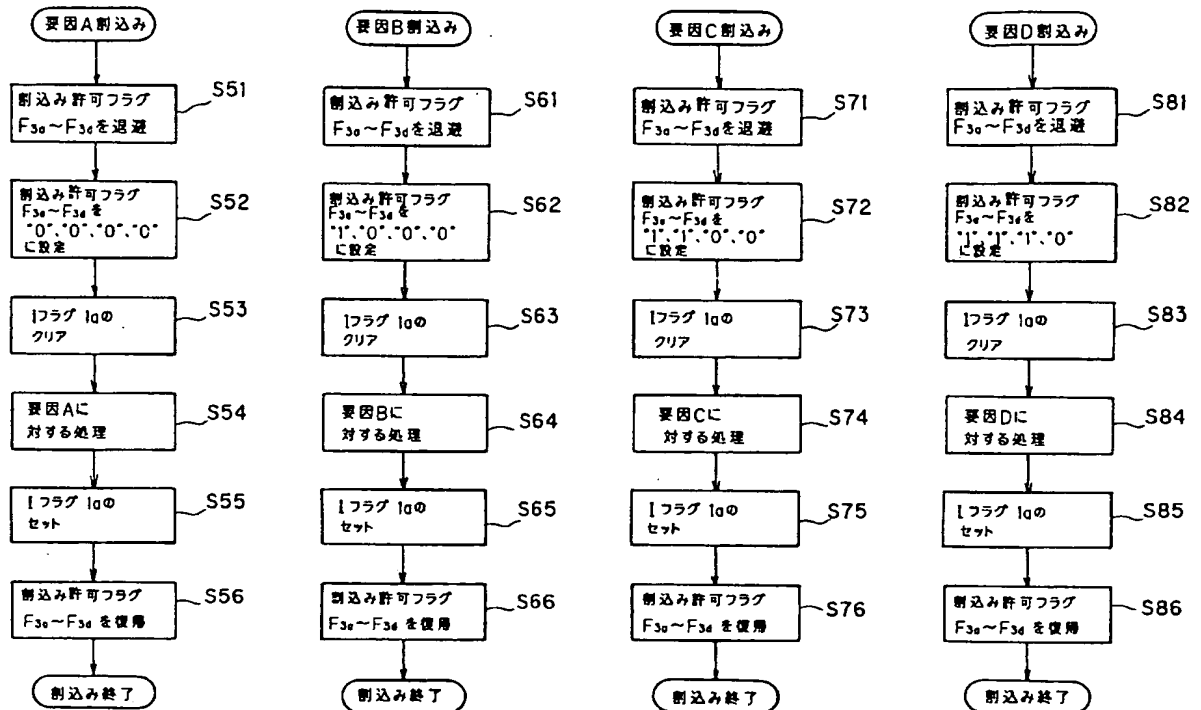 要因A割込み
割込み許可フラグ
F3a～F3dを退避
S51
割込み許可フラグ
F3a～F3dを
"0"、"0"、"0"、"0"
に設定
S52
Iフラグ 1aの
クリア
S53
要因Aに
対する処理
S54
Iフラグ 1aの
セット
S55
割込み許可フラグ
F3a～F3dを復帰
S56
割込み終了
要因B割込み
割込み許可フラグ
F3a～F3dを退避
S61
割込み許可フラグ
F3a～F3dを
"1"、"0"、"0"、"0"
に設定
S62
Iフラグ 1aの
クリア
S63
要因Bに
対する処理
S64
Iフラグ 1aの
セット
S65
割込み許可フラグ
F3a～F3dを復帰
S66
割込み終了
要因C割込み
割込み許可フラグ
F3a～F3dを退避
S71
割込み許可フラグ
F3a～F3dを
"1"、"1"、"0"、"0"
に設定
S72
Iフラグ 1aの
クリア
S73
要因Cに
対する処理
S74
Iフラグ 1aの
セット
S75
割込み許可フラグ
F3a～F3dを復帰
S76
割込み終了
要因D割込み
割込み許可フラグ
F3a～F3dを退避
S81
割込み許可フラグ
F3a～F3dを
"1"、"1"、"1"、"0"
に設定
S82
Iフラグ 1aの
クリア
S83
要因Dに
対する処理
S84
Iフラグ 1aの
セット
S85
割込み許可フラグ
F3a～F3dを復帰
S86
割込み終了